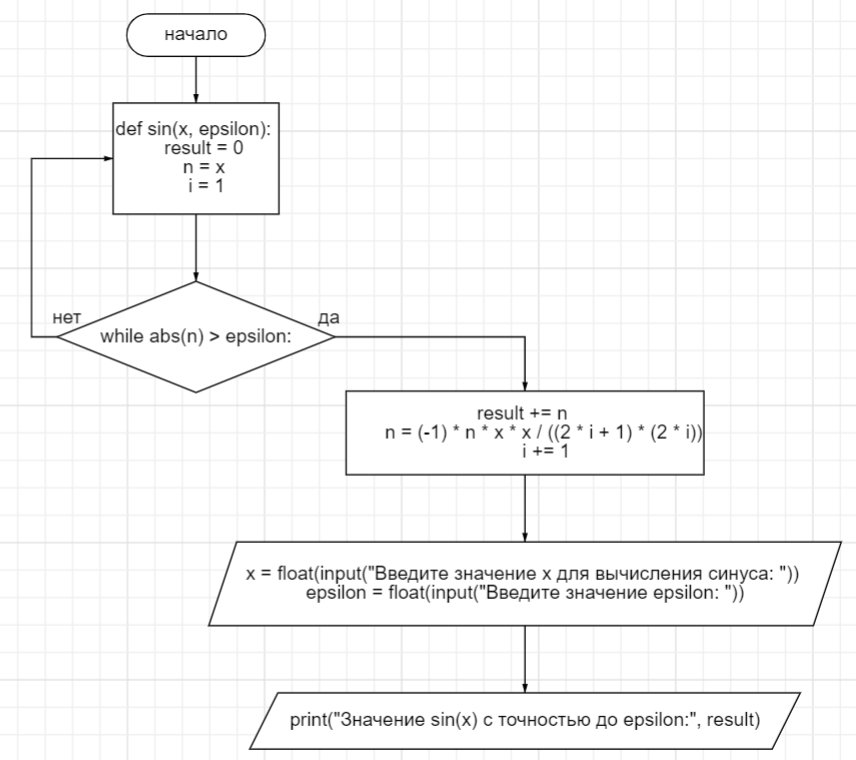 начало
def sin(x, epsilon):
result = 0
n = x
i = 1
нет
да
while abs(n) > epsilon:
result += n
n = (-1) * n * x * x / ((2 * i + 1) * (2 * i))
i += 1
x = float(input("Введите значение x для вычисления синуса: "))
epsilon = float(input("Введите значение epsilon: "))
print("Значение sin(x) с точностью до epsilon:", result)